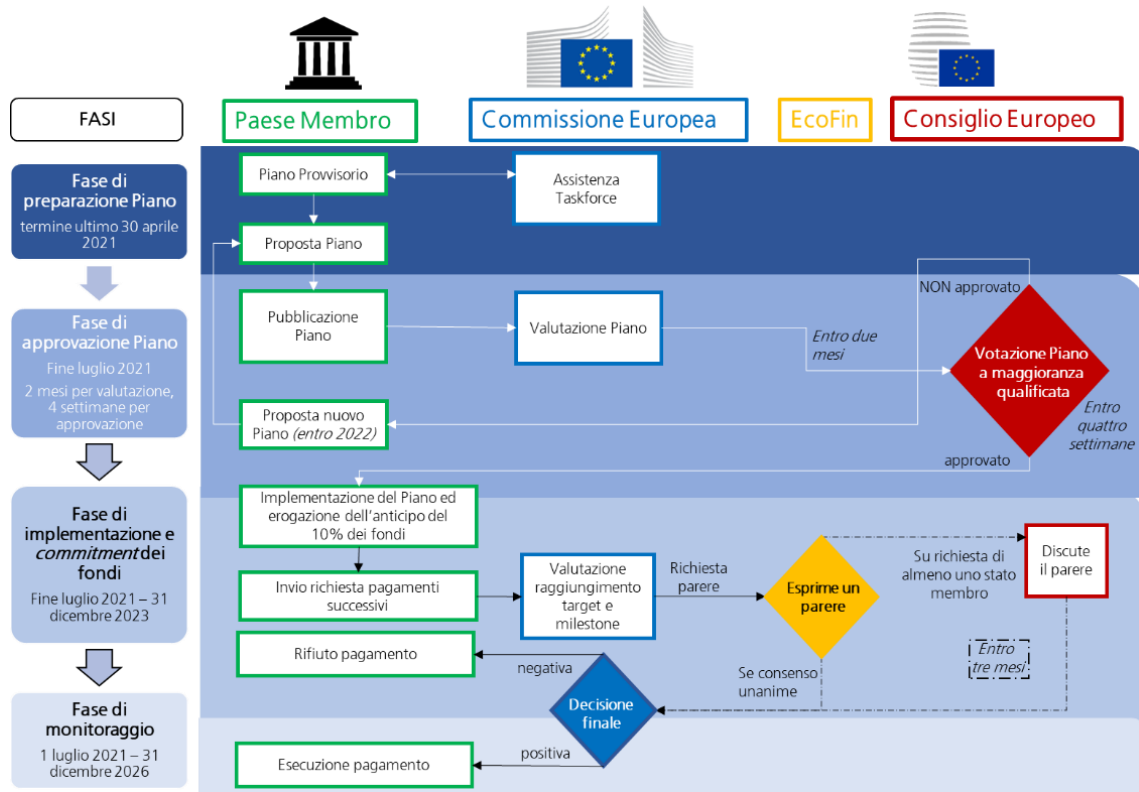 FASI
Paese Membro
Commissione Europea
EcoFin
Consiglio Europeo
Fase di
preparazione Piano
termine ultimo 30 aprile
2021
Piano Provvisorio
Assistenza
Taskforce
Proposta Piano
Fase di
approvazione Piano
Fine luglio 2021
2 mesi per valutazione,
4 settimane per
approvazione
Pubblicazione
Piano
Valutazione Piano
Entro due
mesi
NON approvato
Votazione Piano
a maggioranza
qualificata
Entro
quattro
settimane
Proposta nuovo
Piano (entro 2022)
approvato
Fase di
implementazione e
commitment dei
fondi
Fine luglio 2021 – 31
dicembre 2023
Implementazione del Piano ed
erogazione dell'anticipo del
10% dei fondi
Invio richiesta pagamenti
successivi
Valutazione
raggiungimento
target e
milestone
Richiesta
parere
Esprime un
parere
Su richiesta di
almeno uno stato
membro
Discute
il parere
Rifiuto pagamento
negativa
Se consenso
unanime
Entro
tre mesi
Decisione
finale
Fase di
monitoraggio
1 luglio 2021 – 31
dicembre 2026
Esecuzione pagamento
positiva